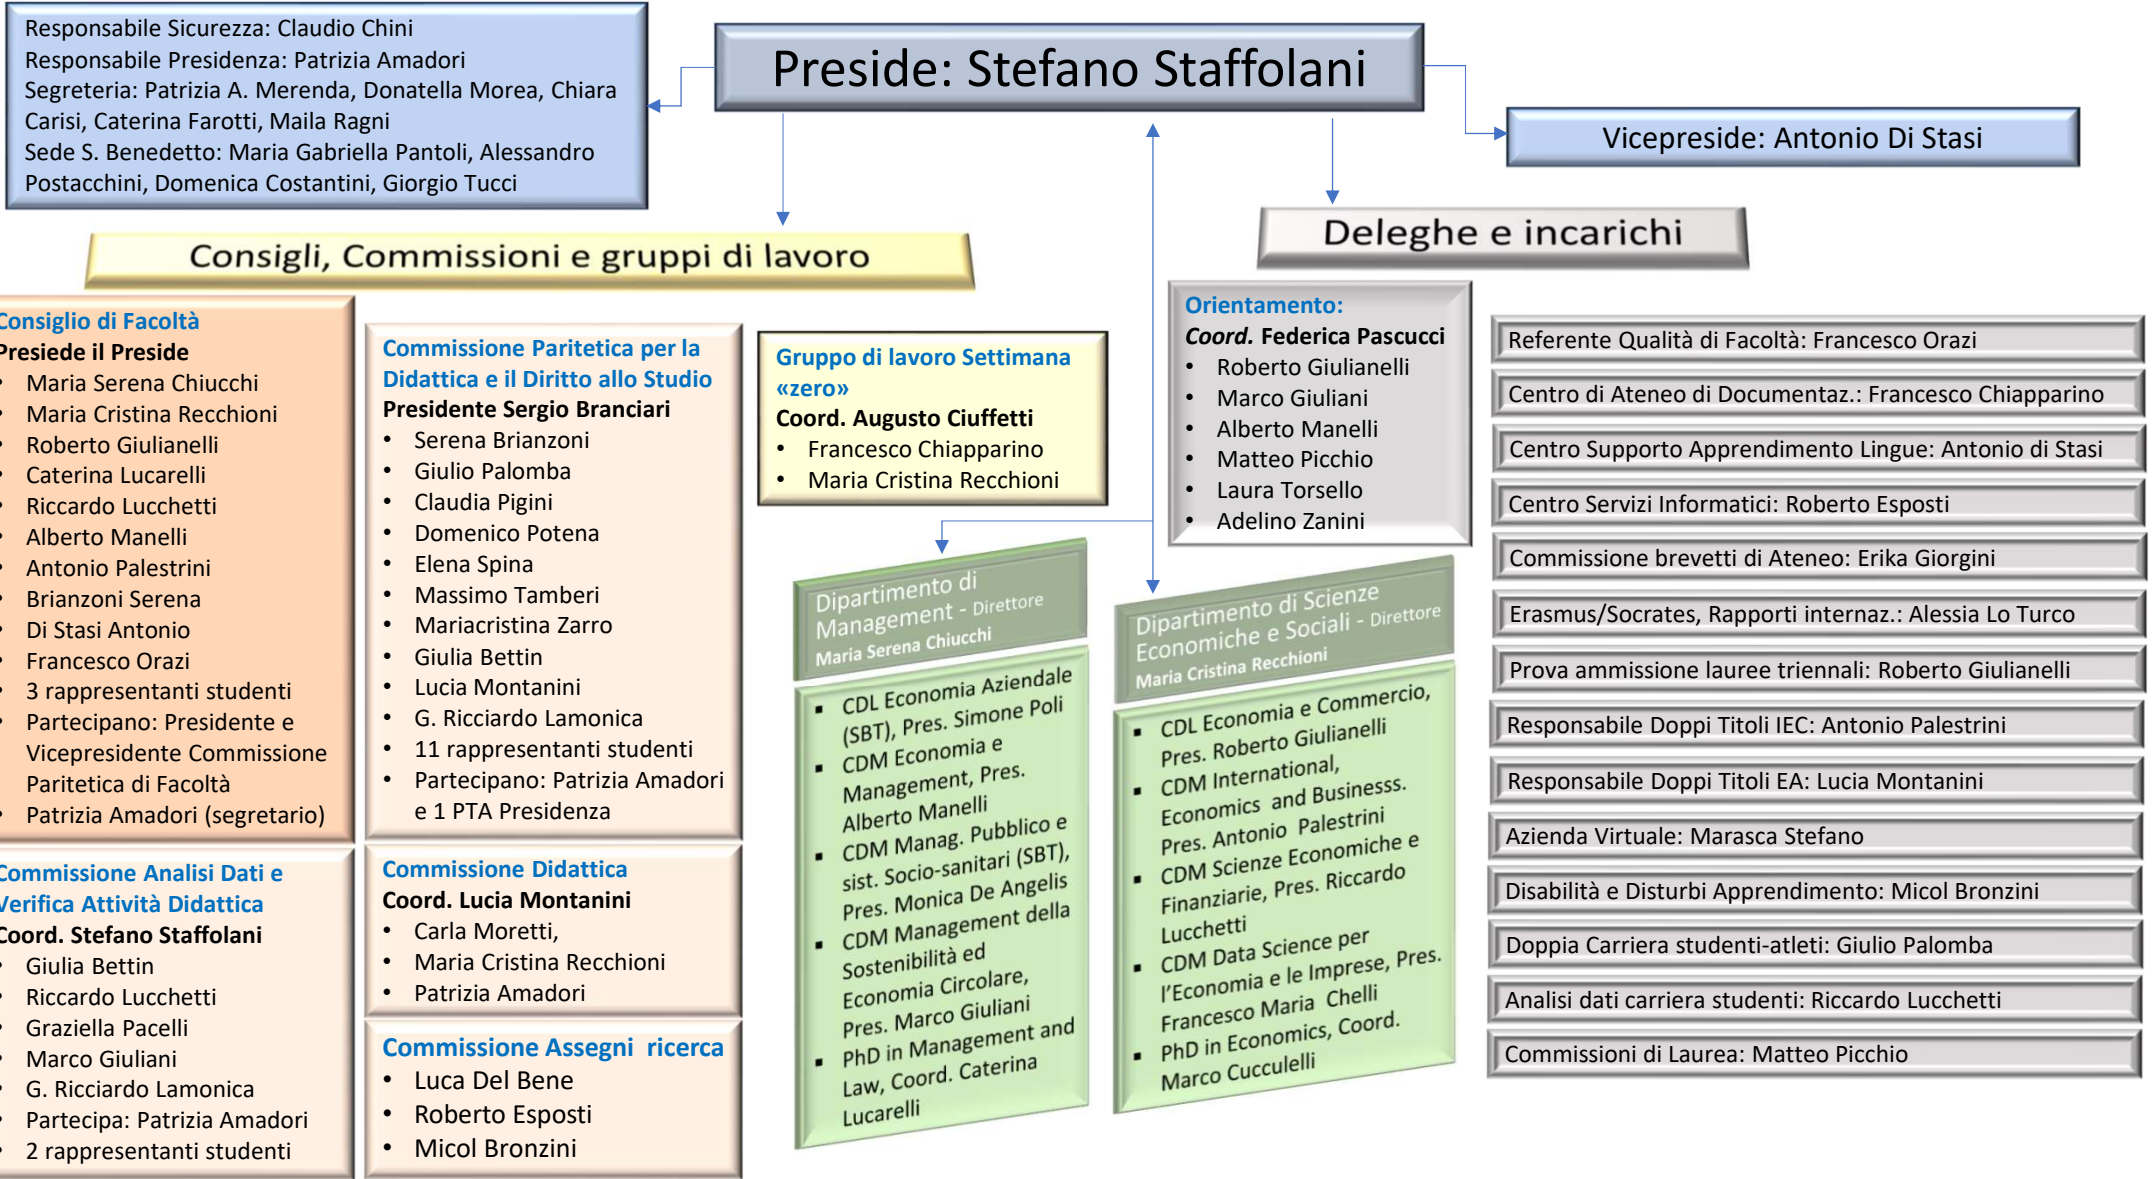 Responsabile Sicurezza: Claudio Chini
Responsabile Presidenza: Patrizia Amadori
Segreteria: Patrizia A. Merenda, Donatella Morea, Chiara
Carisi, Caterina Farotti, Maila Ragni
Sede S. Benedetto: Maria Gabriella Pantoli, Alessandro
Postacchini, Domenica Costantini, Giorgio Tucci
Preside: Stefano Staffolani
Vicepreside: Antonio Di Stasi
Consigli, Commissioni e gruppi di lavoro
Deleghe e incarichi
Consiglio di Facoltà
Presiede il Preside
• Maria Serena Chiucchi
• Maria Cristina Recchioni
• Roberto Giulianelli
• Caterina Lucarelli
• Riccardo Lucchetti
• Alberto Manelli
• Antonio Palestrini
• Brianzoni Serena
• Di Stasi Antonio
• Francesco Orazi
• 3 rappresentanti studenti
• Partecipano: Presidente e
Vicepresidente Commissione
Paritetica di Facoltà
• Patrizia Amadori (segretario)
Commissione Analisi Dati e
Verifica Attività Didattica
Coord. Stefano Staffolani
• Giulia Bettin
• Riccardo Lucchetti
• Graziella Pacelli
• Marco Giuliani
• G. Ricciardo Lamonica
• Partecipa: Patrizia Amadori
• 2 rappresentanti studenti
Commissione Paritetica per la
Didattica e il Diritto allo Studio
Presidente Sergio Branciari
• Serena Brianzoni
• Giulio Palomba
• Claudia Pigini
• Domenico Potena
• Elena Spina
• Massimo Tamberi
• Mariacristina Zarro
• Giulia Bettin
• Lucia Montanini
• G. Ricciardo Lamonica
• 11 rappresentanti studenti
• Partecipano: Patrizia Amadori
e 1 PTA Presidenza
Commissione Didattica
Coord. Lucia Montanini
• Carla Moretti,
• Maria Cristina Recchioni
• Patrizia Amadori
Commissione Assegni ricerca
• Luca Del Bene
• Roberto Esposti
• Micol Bronzini
Gruppo di lavoro Settimana
«zero»
Coord. Augusto Ciuffetti
• Francesco Chiapparino
• Maria Cristina Recchioni
Dipartimento di
Management - Direttore
Maria Serena Chiucchi
▪ CDL Economia Aziendale
(SBT), Pres. Simone Poli
▪ CDM Economia e
Management, Pres.
Alberto Manelli
▪ CDM Manag. Pubblico e
sist. Socio-sanitari (SBT),
Pres. Monica De Angelis
▪ CDM Management della
Sostenibilità ed
Economia Circolare,
Pres. Marco Giuliani
▪ PhD in Management and
Law, Coord. Caterina
Lucarelli
Orientamento:
Coord. Federica Pascucci
• Roberto Giulianelli
• Marco Giuliani
• Alberto Manelli
• Matteo Picchio
• Laura Torsello
• Adelino Zanini
Dipartimento di Scienze
Economiche e Sociali - Direttore
Maria Cristina Recchioni
▪ CDL Economia e Commercio,
Pres. Roberto Giulianelli
▪ CDM International,
Economics and Businesss.
Pres. Antonio Palestrini
▪ CDM Scienze Economiche e
Finanziarie, Pres. Riccardo
Lucchetti
▪ CDM Data Science per
l'Economia e le Imprese, Pres.
Francesco Maria Chelli
▪ PhD in Economics, Coord.
Marco Cucculelli
Referente Qualità di Facoltà: Francesco Orazi
Centro di Ateneo di Documentaz.: Francesco Chiapparino
Centro Supporto Apprendimento Lingue: Antonio di Stasi
Centro Servizi Informatici: Roberto Esposti
Commissione brevetti di Ateneo: Erika Giorgini
Erasmus/Socrates, Rapporti internaz.: Alessia Lo Turco
Prova ammissione lauree triennali: Roberto Giulianelli
Responsabile Doppi Titoli IEC: Antonio Palestrini
Responsabile Doppi Titoli EA: Lucia Montanini
Azienda Virtuale: Marasca Stefano
Disabilità e Disturbi Apprendimento: Micol Bronzini
Doppia Carriera studenti-atleti: Giulio Palomba
Analisi dati carriera studenti: Riccardo Lucchetti
Commissioni di Laurea: Matteo Picchio